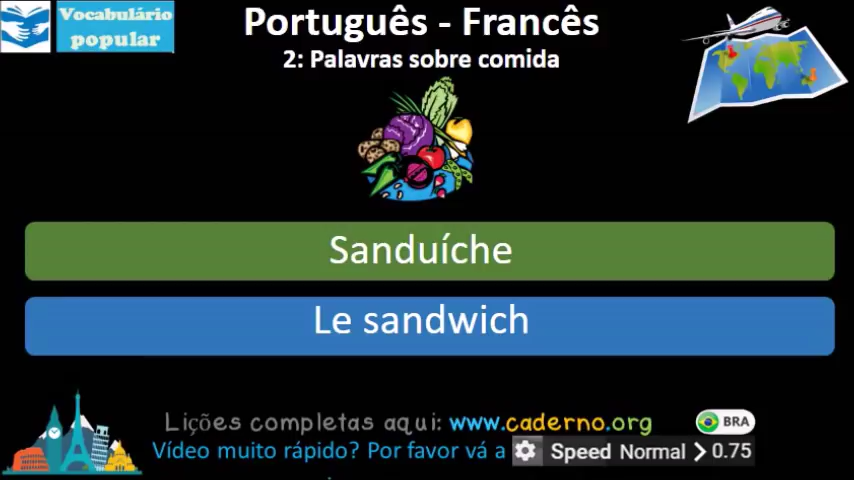 Vocabulário
popular
Português - Francês
2: Palavras sobre comida
Sanduíche
Le sandwich
Lições completas aqui: www.caderno.org
BRA
Vídeo muito rápido? Por favor vá a Speed Normal > 0.75